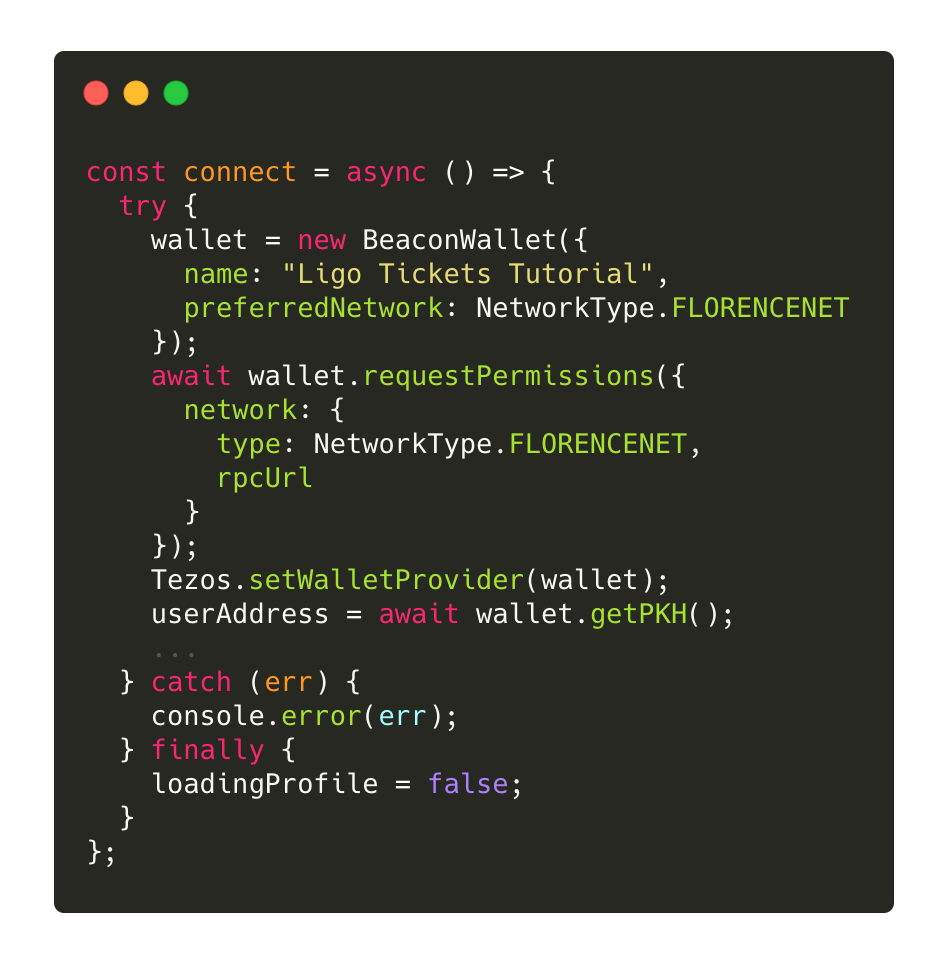 const connect = async () => {
  try {
    wallet = new BeaconWallet({
      name: "Ligo Tickets Tutorial",
      preferredNetwork: NetworkType.FLORENCENET
    });
    await wallet.requestPermissions({
      network: {
        type: NetworkType.FLORENCENET,
        rpcUrl
      }
    });
    Tezos.setWalletProvider(wallet);
    userAddress = await wallet.getPKH();
    ...
  } catch (err) {
    console.error(err);
  } finally {
    loadingProfile = false;
  }
};